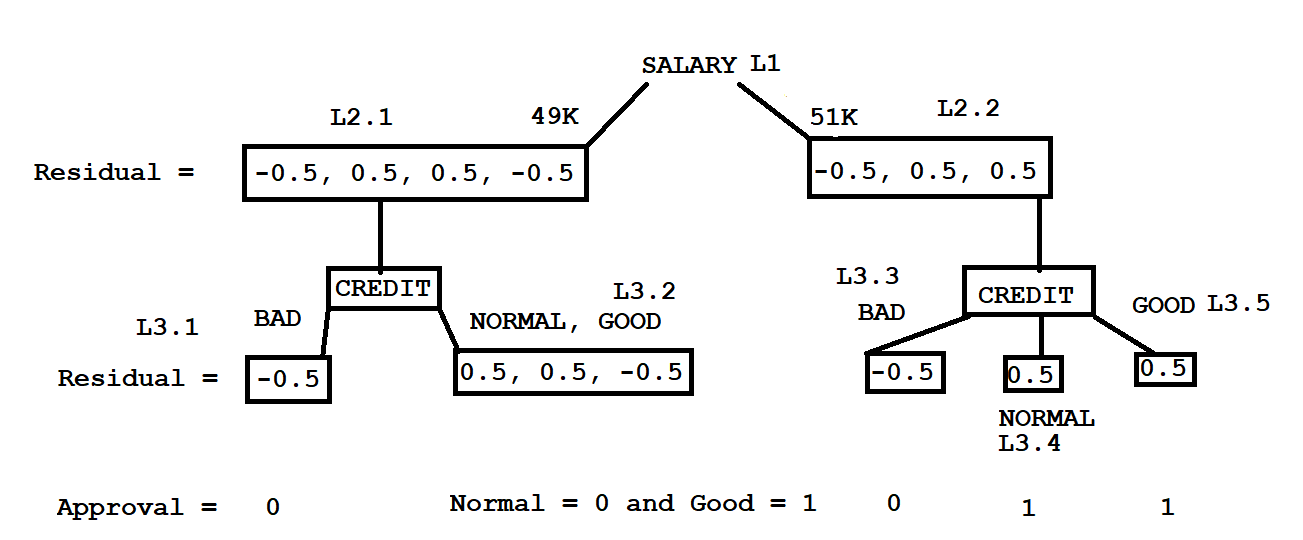 SALARY L1
L2.1 49K 51K L2.2
Residual = -0.5, 0.5, 0.5, -0.5 -0.5, 0.5, 0.5
CREDIT CREDIT
L3.1 BAD L3.2 L3.3 BAD GOOD L3.5
NORMAL, GOOD
Residual = -0.5 0.5, 0.5, -0.5 -0.5 0.5 0.5
NORMAL
L3.4
Approval = 0 Normal = 0 and Good = 1 0 1 1